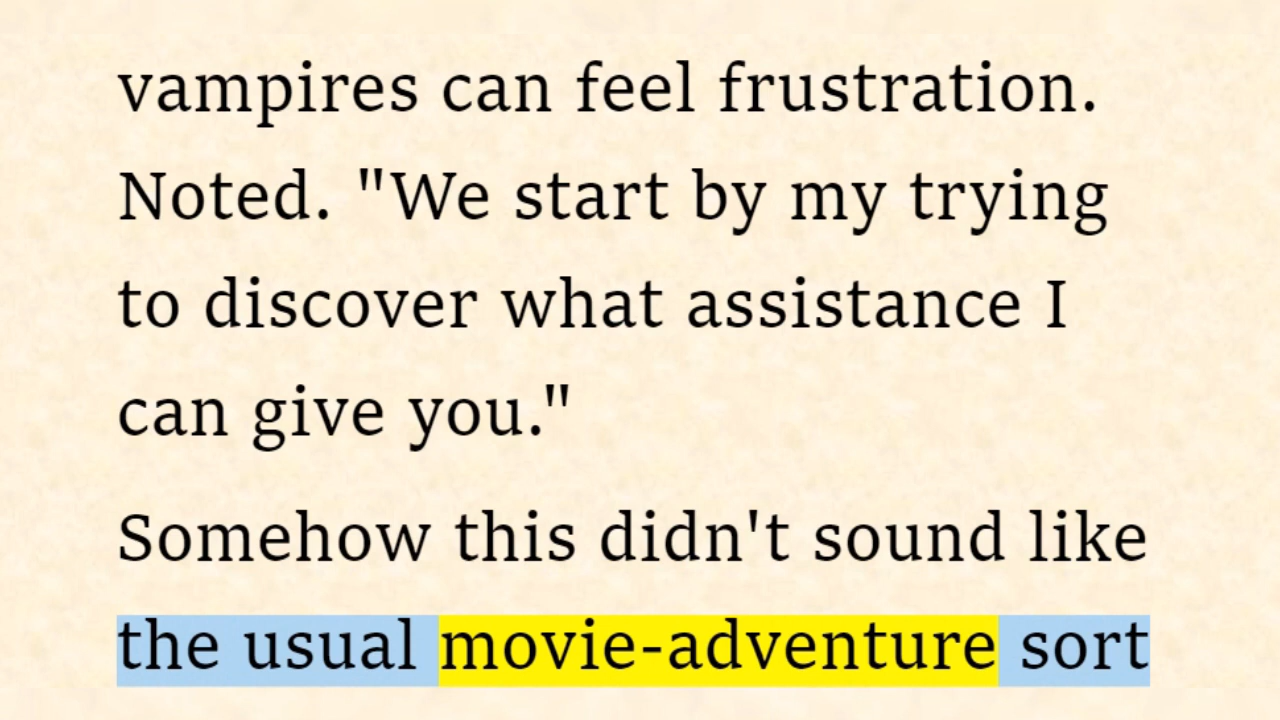 vampires can feel frustration.
Noted. "We start by my trying
to discover what assistance I
can give you."
Somehow this didn't sound like
the usual movie-adventure sort